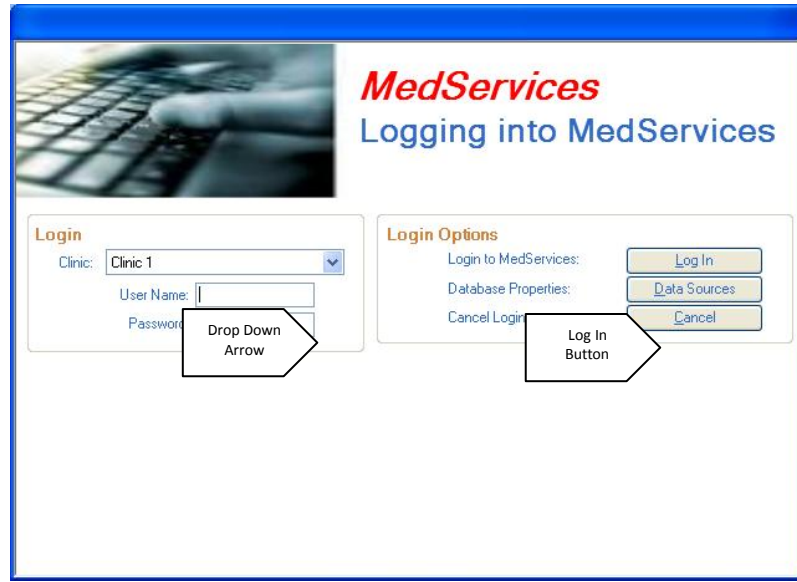 MedServices
Logging into MedServices
Login
Clinic: Clinic 1
User Name:
Password
Drop Down
Arrow
Login Options
Login to MedServices: Log In
Database Properties: Data Sources
Cancel Login Cancel
Log In
Button